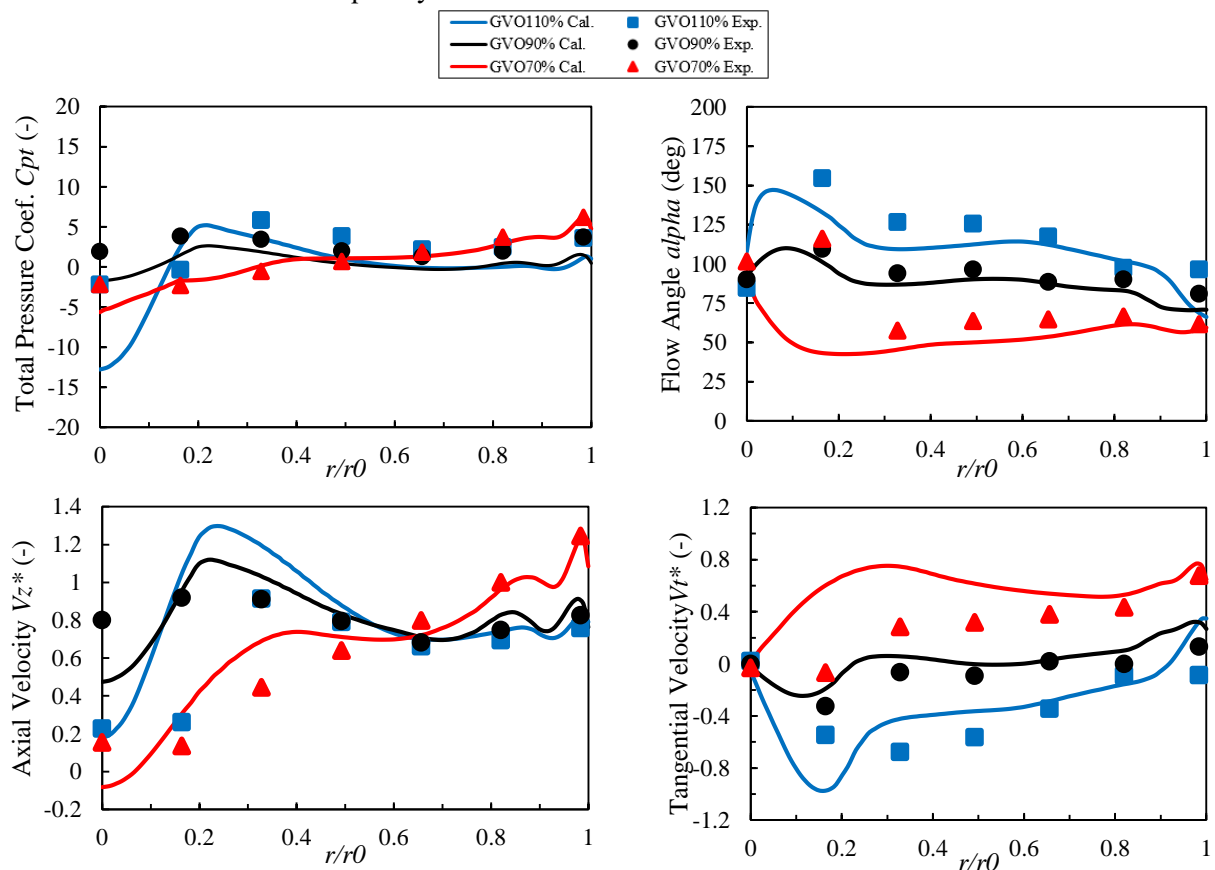 GVO110% Cal. GVO110% Exp.
GVO90% Cal. GVO90% Exp.
GVO70% Cal. GVO70% Exp.
Total Pressure Coef. Cpt (-)
20
15
10
5
0
-5
-10
-15
-20
0 0.2 0.4 0.6 0.8 1
r/r0
Flow Angle alpha (deg)
200
175
150
125
100
75
50
25
0
0 0.2 0.4 0.6 0.8 1
r/r0
Axial Velocity Vz* (-)
1.4
1.2
1
0.8
0.6
0.4
0.2
0
-0.2
0 0.2 0.4 0.6 0.8 1
r/r0
Tangential Velocity Vt* (-)
1.2
0.8
0.4
0
-0.4
-0.8
-1.2
0 0.2 0.4 0.6 0.8 1
r/r0